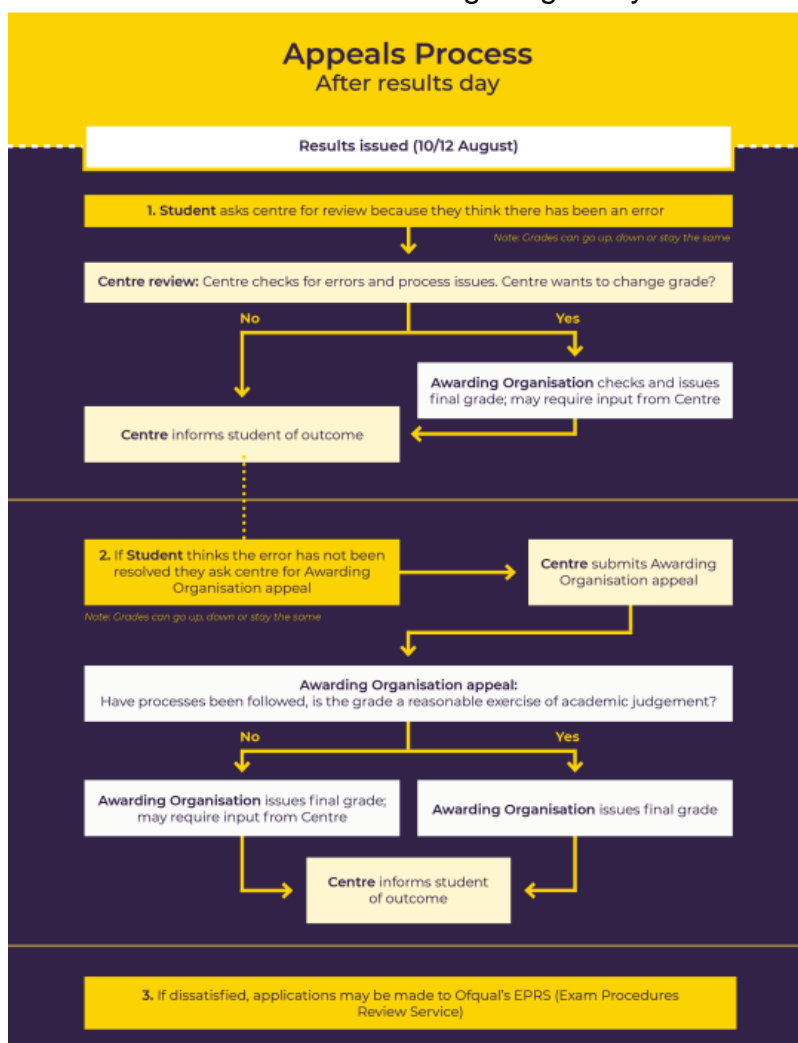 Appeals Process
After results day
Results issued (10/12 August)
1. Student asks centre for review because they think there has been an error
Note: Grades can go up, down or stay the same
Centre review: Centre checks for errors and process issues. Centre wants to change grade?
No
Yes
Awarding Organisation checks and issues
final grade; may require input from Centre
Centre informs student of outcome
2. If Student thinks the error has not been
resolved they ask centre for Awarding
Organisation appeal
Note: Grades can go up, down or stay the same
Centre submits Awarding
Organisation appeal
Awarding Organisation appeal:
Have processes been followed, is the grade a reasonable exercise of academic judgement?
No
Yes
Awarding Organisation issues final grade;
may require input from Centre
Awarding Organisation issues final grade
Centre informs student
of outcome
3. If dissatisfied, applications may be made to Ofqual's EPRS (Exam Procedures
Review Service)